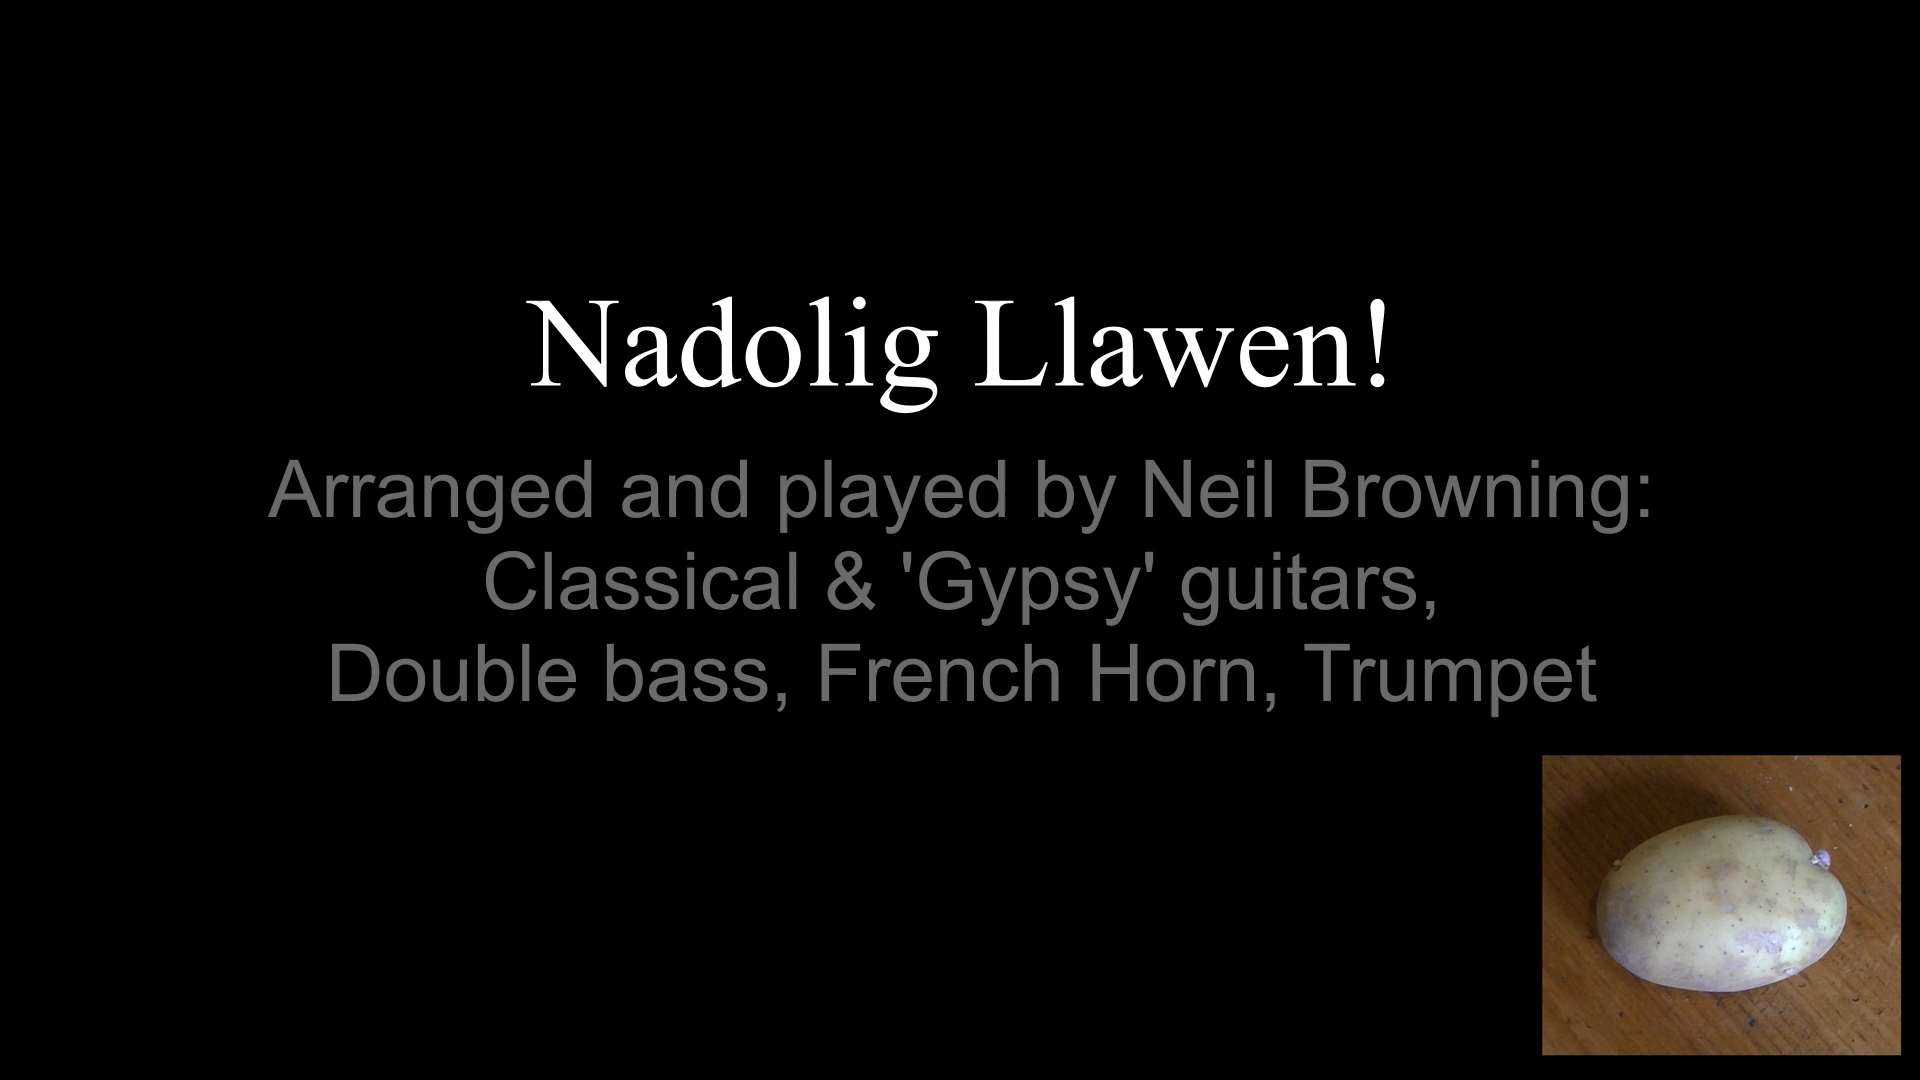 Nadolig Llawen!
Arranged and played by Neil Browning:
Classical & 'Gypsy' guitars,
Double bass, French Horn, Trumpet